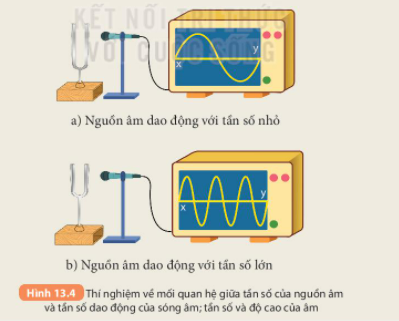 KẾT NỐI TRI THỨC
VỚI CUỘC SỐNG
y
x
a) Nguồn âm dao động với tần số nhỏ
y
x
b) Nguồn âm dao động với tần số lớn
Hình 13.4 Thí nghiệm về mối quan hệ giữa tần số của nguồn âm
và tần số dao động của sóng âm; tần số và độ cao của âm